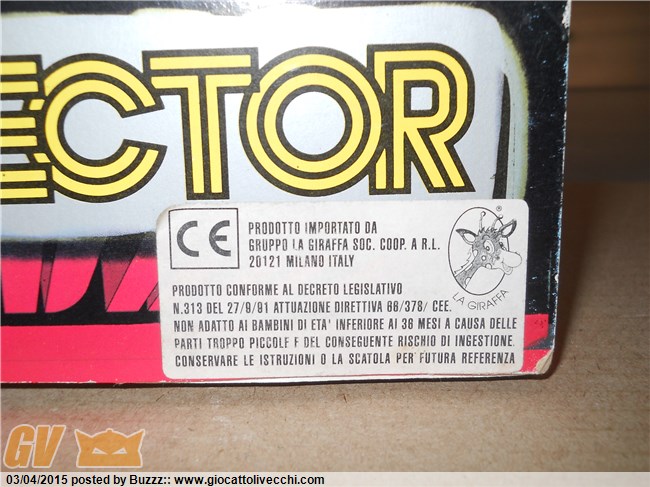 ECTOR
CE
PRODOTTO IMPORTATO DA
GRUPPO LA GIRAFFA SOC. COOP. A R.L.
20121 MILANO ITALY
®
LA GIRAFFA
PRODOTTO CONFORME AL DECRETO LEGISLATIVO
N.313 DEL 27/9/91 ATTUAZIONE DIRETTIVA 88/378/ CEE.
NON ADATTO AI BAMBINI DI ETA' INFERIORE AI 36 MESI A CAUSA DELLE
PARTI TROPPO PICCOLE E DEL CONSEGUENTE RISCHIO DI INGESTIONE.
CONSERVARE LE ISTRUZIONI O LA SCATOLA PER FUTURA REFERENZA
GV
03/04/2015 posted by Buzzz:: www.giocattolivecchi.com